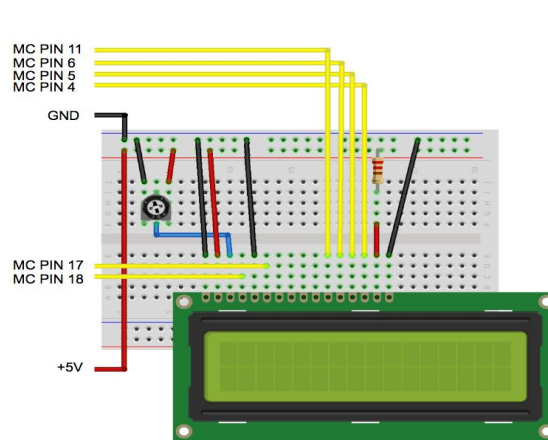 MC PIN 11
MC PIN 6
MC PIN 5
MC PIN 4
GND
MC PIN 17
MC PIN 18
+5V